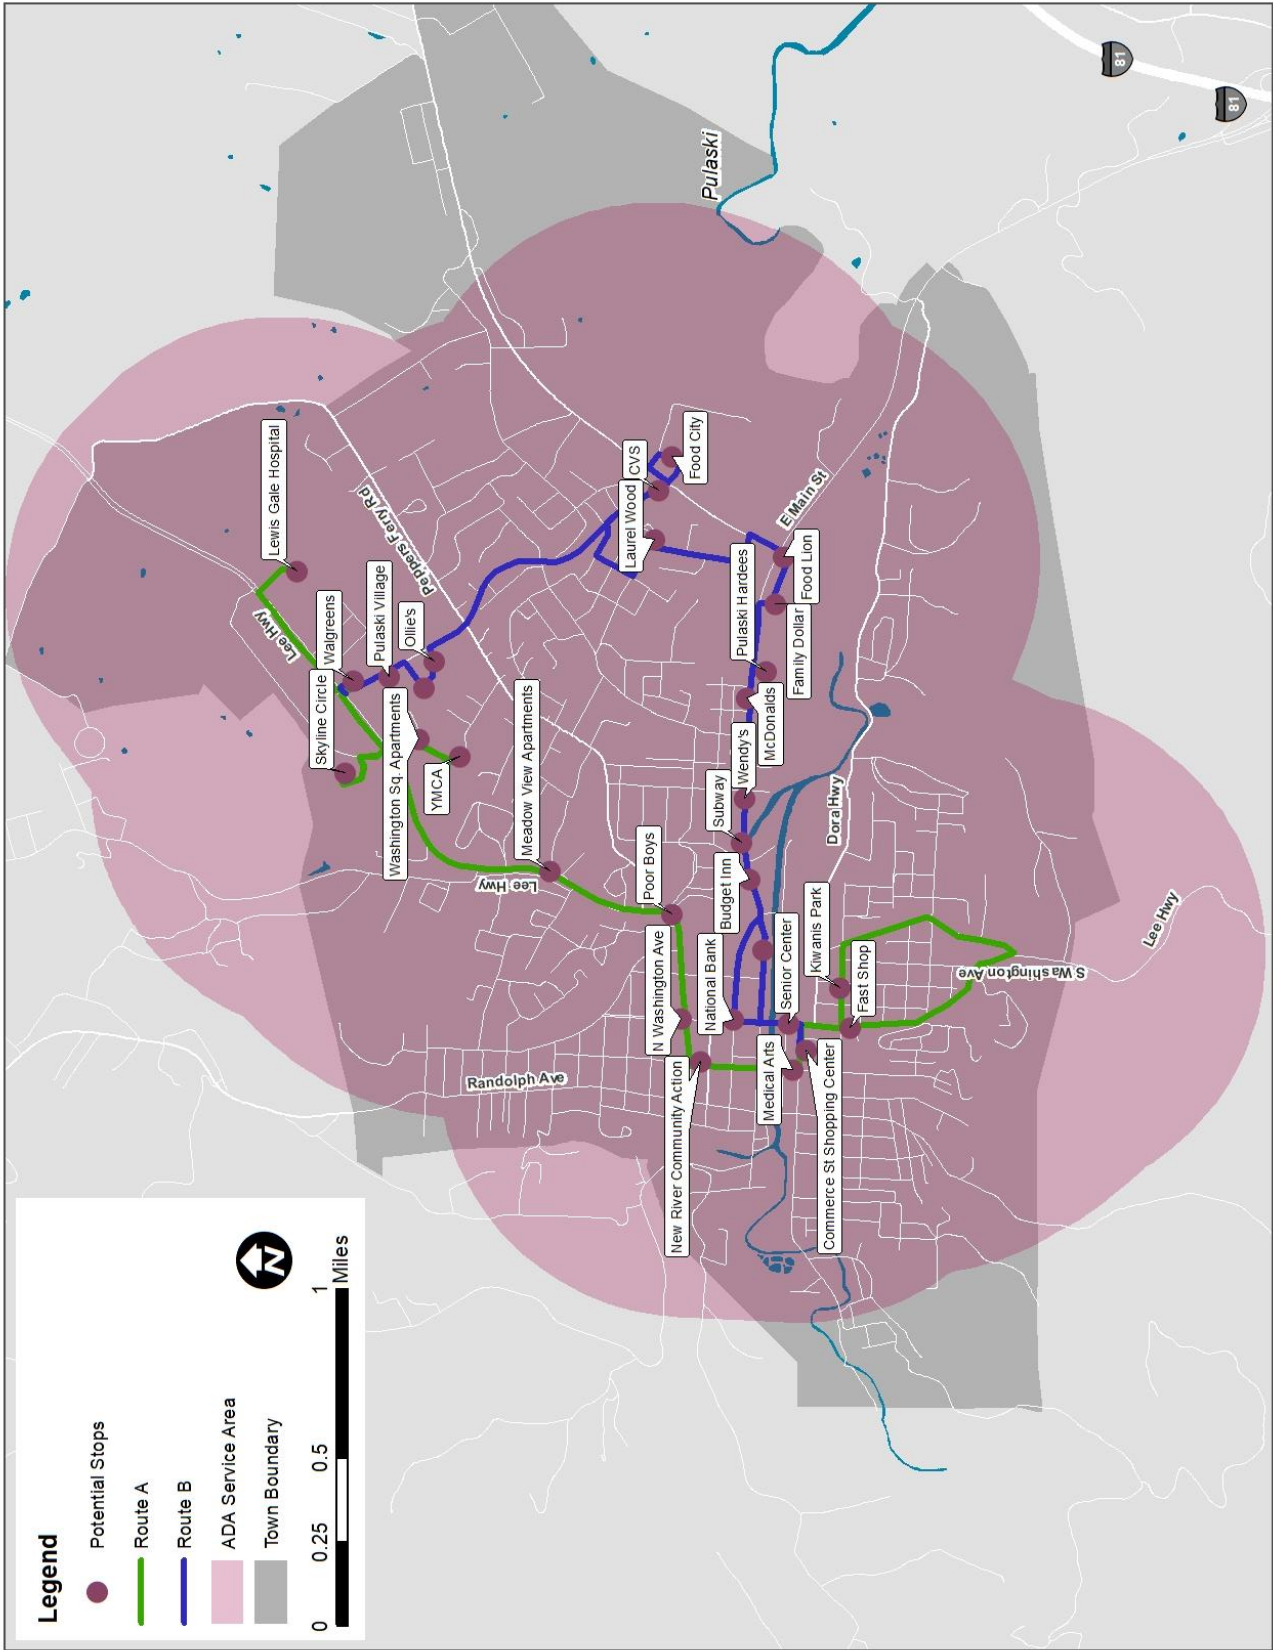 Legend
Potential Stops
Route A
Route B
ADA Service Area
Town Boundary
N
0
0.25
0.5
1
Miles
Lewis Gale Hospital
Lee Hwy
Walgreens
Skyline Circle
Pulaski Village
Ollie's
Peppers Ferry Rd
Washington Sq. Apartments
YMCA
Meadow View Apartments
Lee Hwy
Poor Boys
N Washington Ave
New River Community Action
Randolph Ave
National Bank
Budget Inn
Subway
Wendy's
McDonalds
Pulaski Hardees
Family Dollar
Food Lion
E Main St
Laurel Wood
CVS
Food City
Pulaski
81
81
Dora Hwy
Kiwanis Park
Senior Center
Fast Shop
Medical Arts
Commerce St Shopping Center
S Washington Ave
Lee Hwy